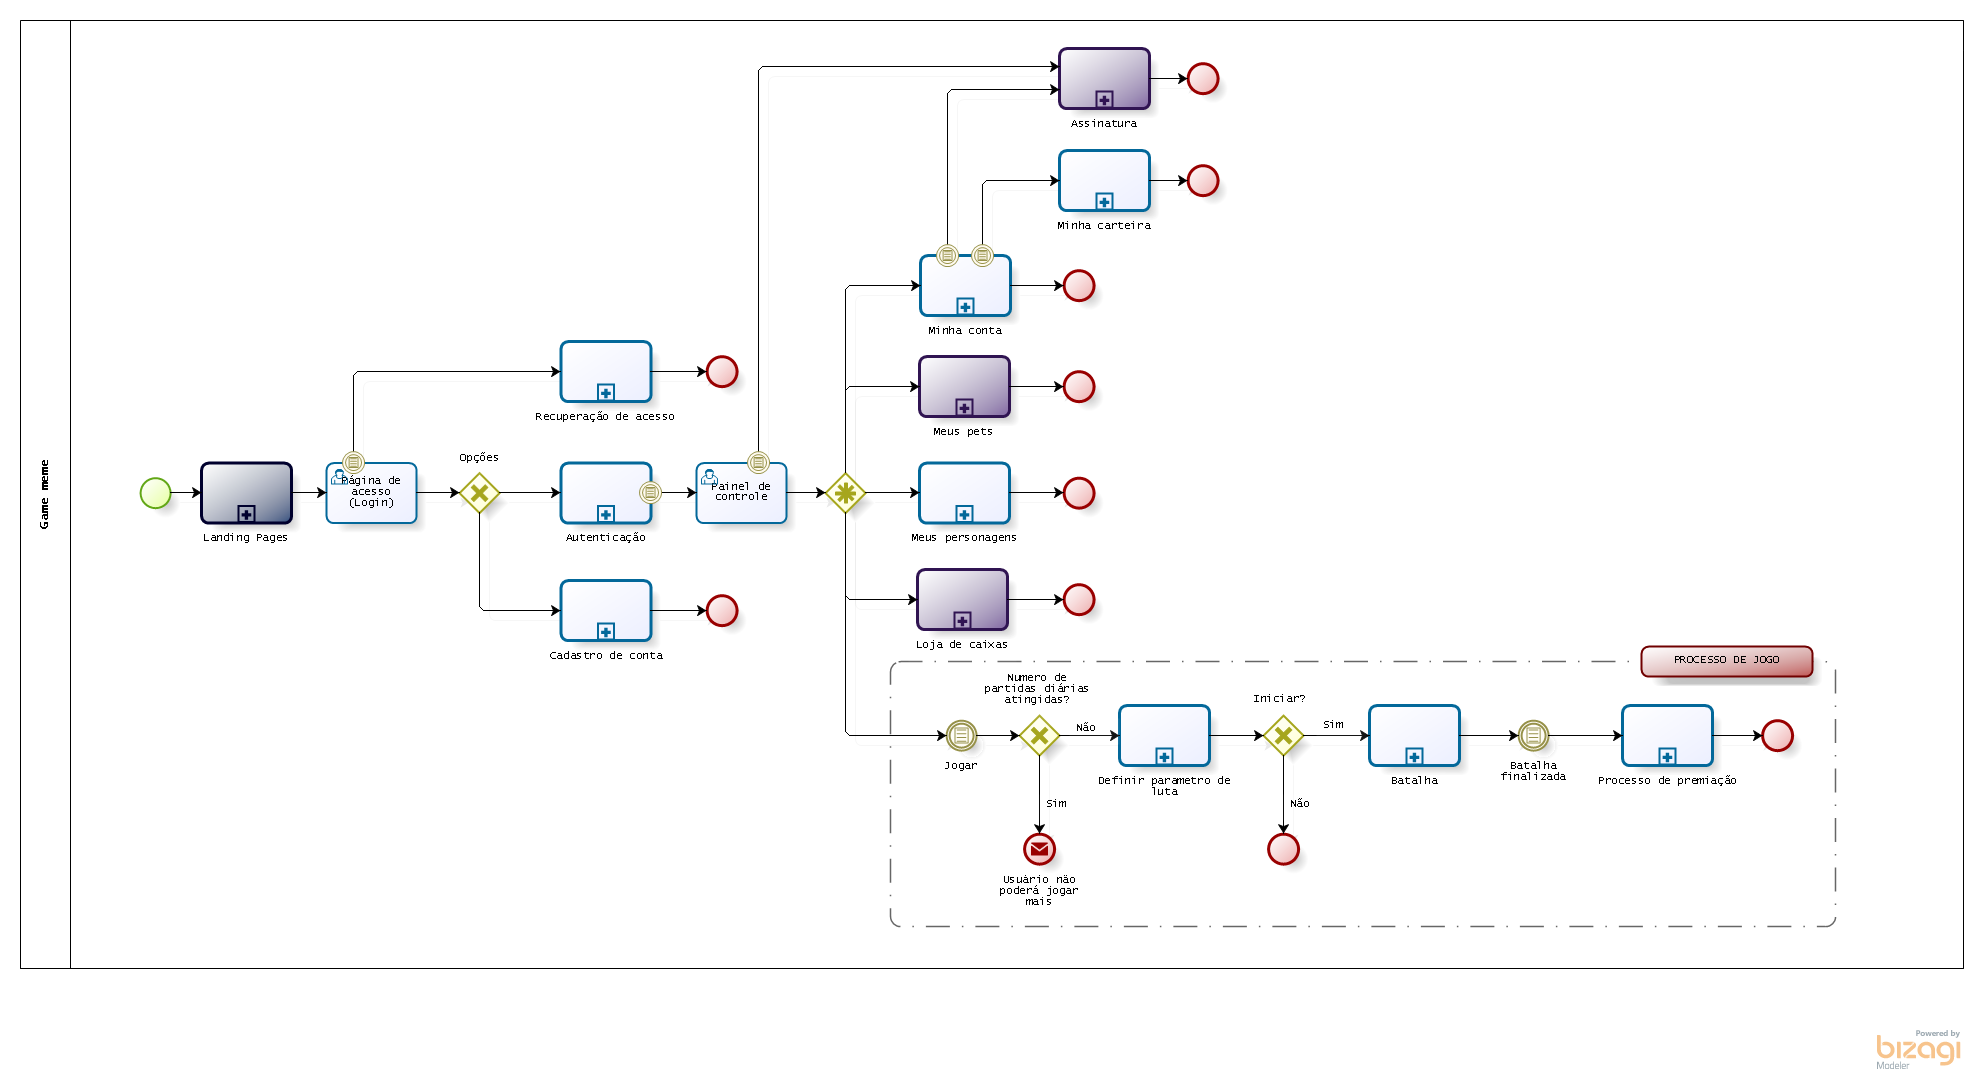 Game meme
Assinatura
Minha carteira
Minha conta
Recuperação de acesso
Meus pets
Opções
Página de
acesso
(Login)
Painel de
controle
Landing Pages
Autenticação
Meus personagens
Cadastro de conta
Loja de caixas
PROCESSO DE JOGO
Numero de
partidas diárias
atingidas?
Iniciar?
Não
Sim
Jogar
Definir parametro de
luta
Batalha
Batalha
finalizada
Processo de premiação
Sim
Não
Usuário não
poderá jogar
mais
Powered by
bizagi
Modeler